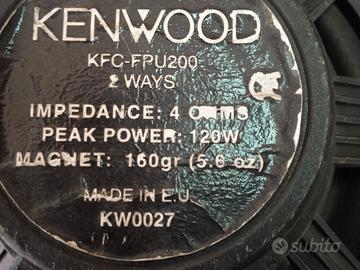 KENWOOD
KFC-FPU200
2 WAYS
IMPEDANCE: 4 OHMS
PEAK POWER: 120W
MAGNET: 160gr (5.6 oz)
MADE IN E.U.
KW0027
subito